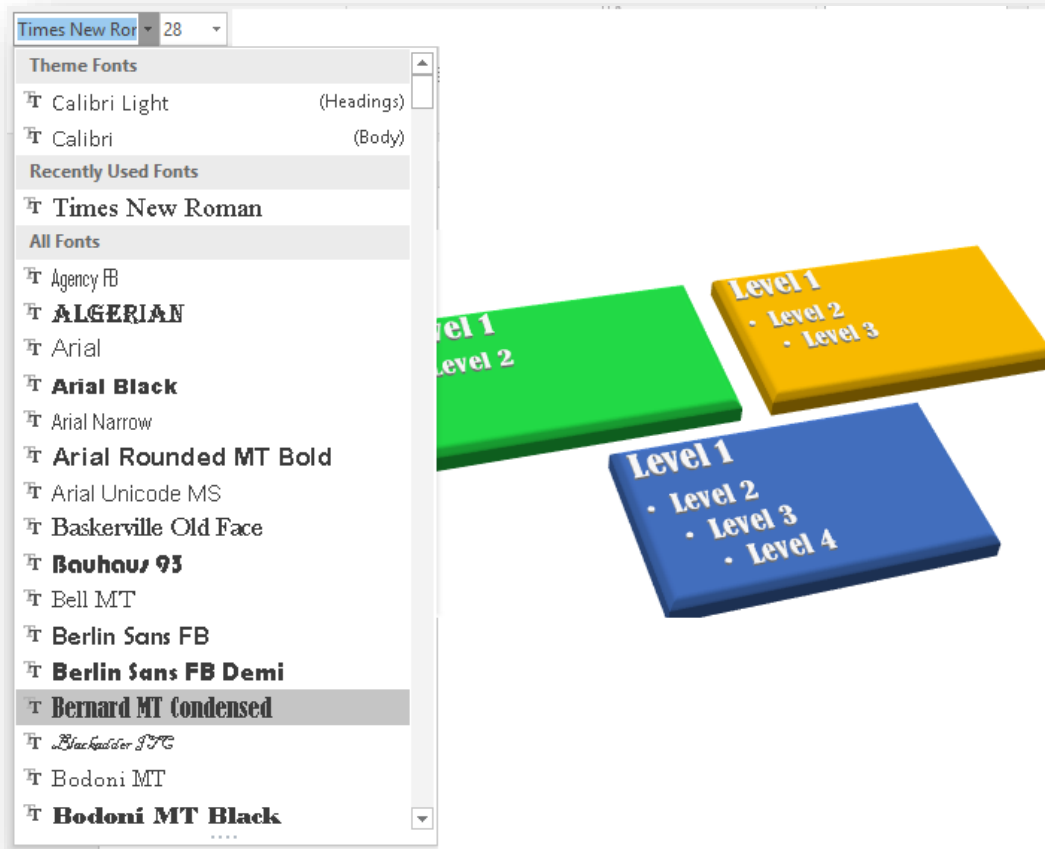 Times New Ror 28
Theme Fonts
Calibri Light (Headings)
Calibri (Body)
Recently Used Fonts
Times New Roman
All Fonts
Agency FB
ALGERIAN
Arial
Arial Black
Arial Narrow
Arial Rounded MT Bold
Arial Unicode MS
Baskerville Old Face
Bauhaus 93
Bell MT
Berlin Sans FB
Berlin Sans FB Demi
Bernard MT Condensed
Blackadder ITC
Bodoni MT
Bodoni MT Black
vel 1
Level 2
Level 1
• Level 2
• Level 3
Level 1
• Level 2
• Level 3
• Level 4